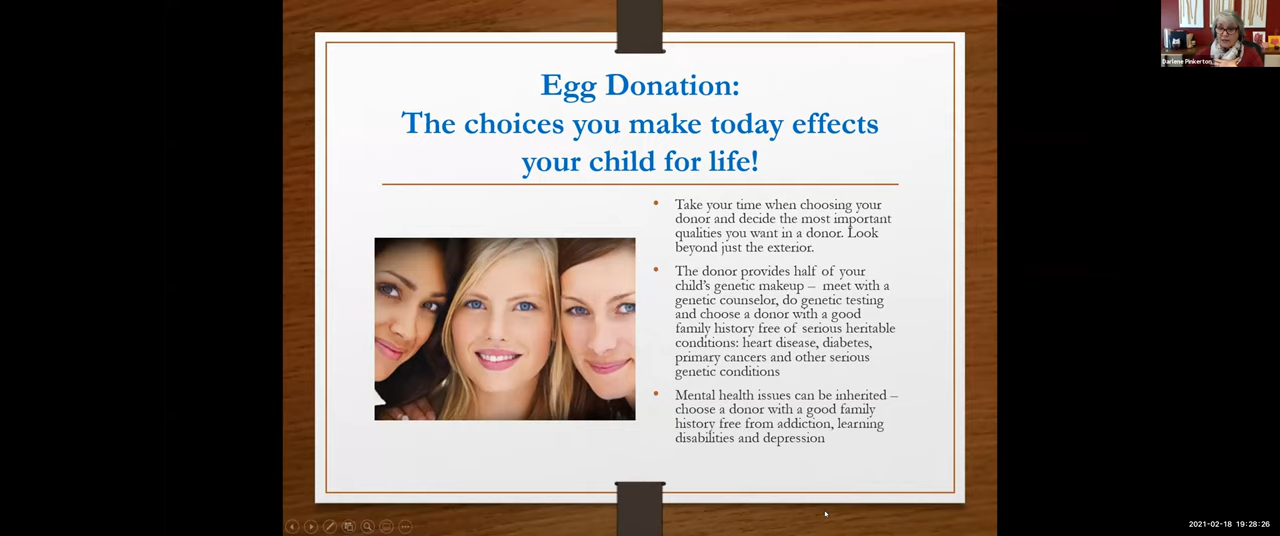 Egg Donation:
The choices you make today effects
your child for life!
Take your time when choosing your
donor and decide the most important
qualities you want in a donor. Look
beyond just the exterior.
The donor provides half of your
child's genetic makeup – meet with a
genetic counselor, do genetic testing
and choose a donor with a good
family history free of serious heritable
conditions: heart disease, diabetes,
primary cancers and other serious
genetic conditions
Mental health issues can be inherited –
choose a donor with a good family
history free from addiction, learning
disabilities and depression
Darlene Pinkerton
2021-02-18 19:28:26